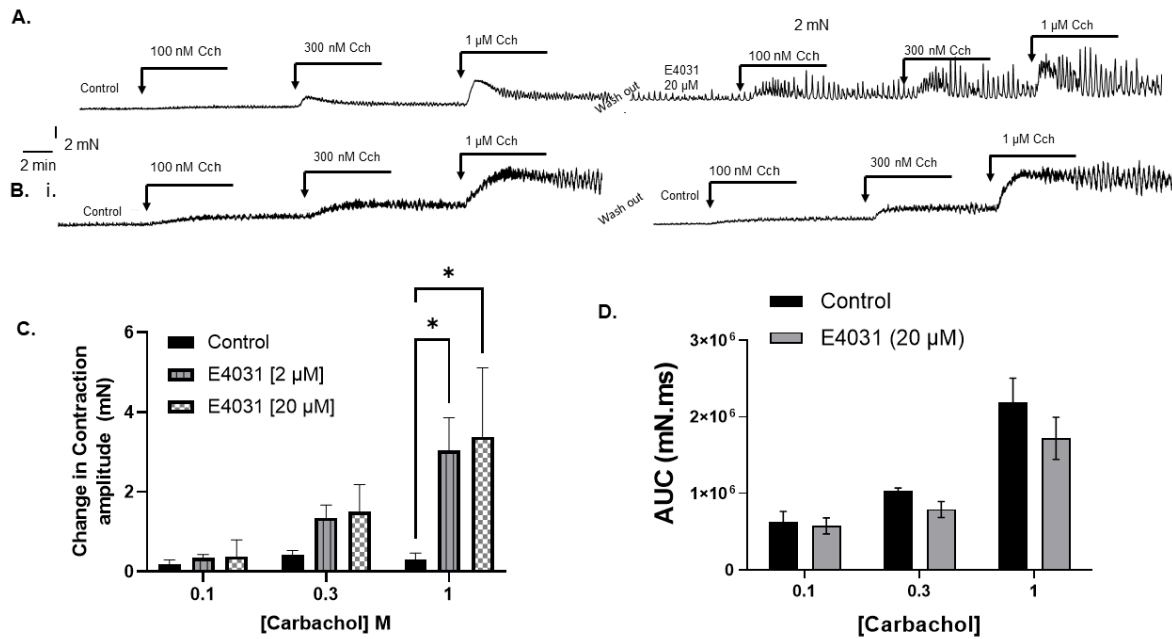 A.
100 nM Cch
300 nM Cch
1 µM Cch
Control
Wash out
2 mN
E4031
20 µM
100 nM Cch
300 nM Cch
1 µM Cch
2 mN
2 min
B. i.
100 nM Cch
300 nM Cch
1 µM Cch
Control
Wash out
100 nM Cch
300 nM Cch
1 µM Cch
Control
C.
Change in Contraction
amplitude (mN)
6
4
2
0
Control
E4031 [2 µM]
E4031 [20 µM]
*
*
0.1 0.3 1
[Carbachol] M
D.
Control
E4031 (20 µM)
AUC (mN.ms)
3×10⁶
2×10⁶
1×10⁶
0
0.1 0.3 1
[Carbachol]